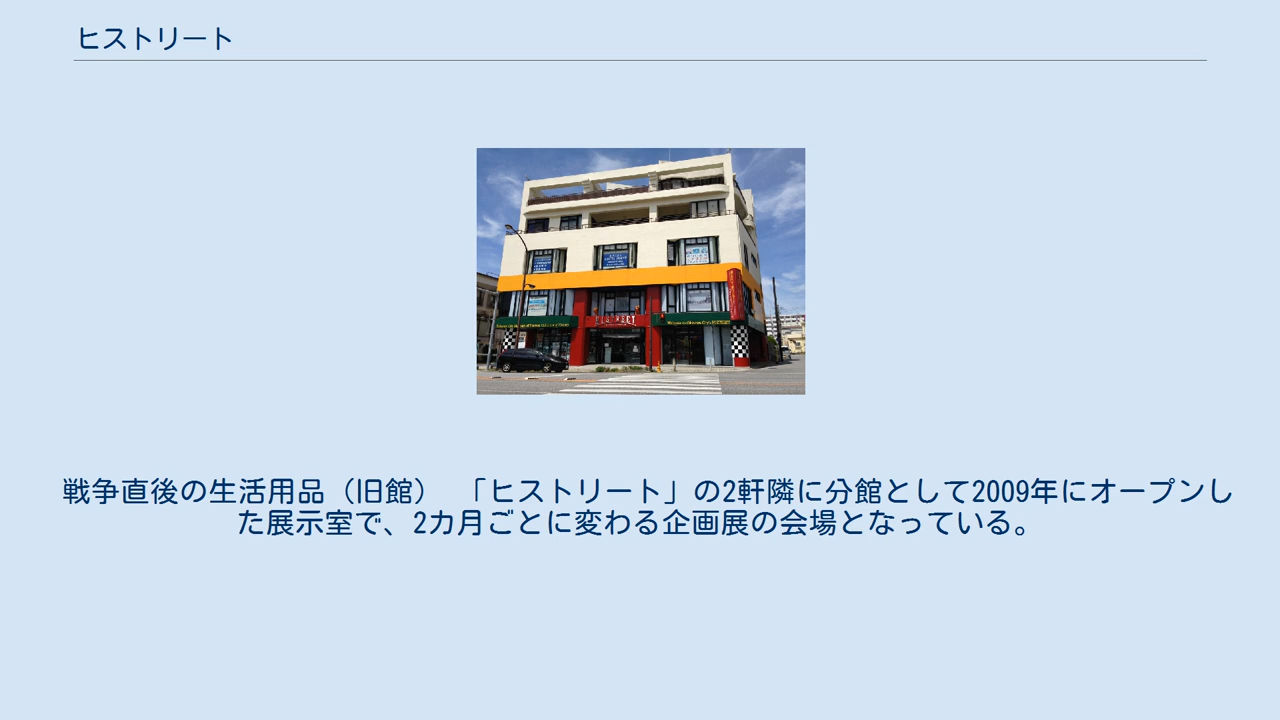 ヒストリート
HISTREET
戦争直後の生活用品（旧館）　「ヒストリート」の2軒隣に分館として2009年にオープンし
た展示室で、2カ月ごとに変わる企画展の会場となっている。